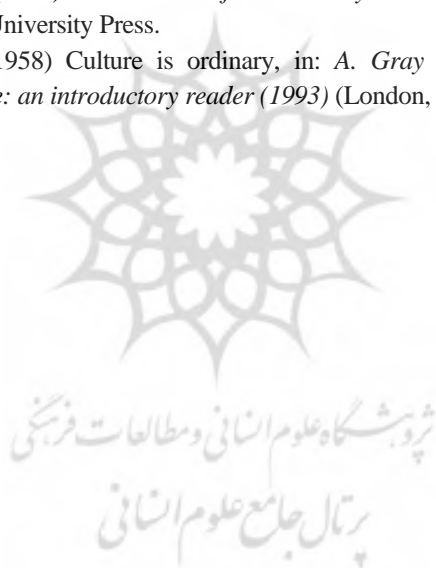 University Press.
1958) Culture is ordinary, in: A. Gray
: an introductory reader (1993) (London,
پژوهشگاه علوم انسانی و مطالعات فرهنگی
پرتال جامع علوم انسانی